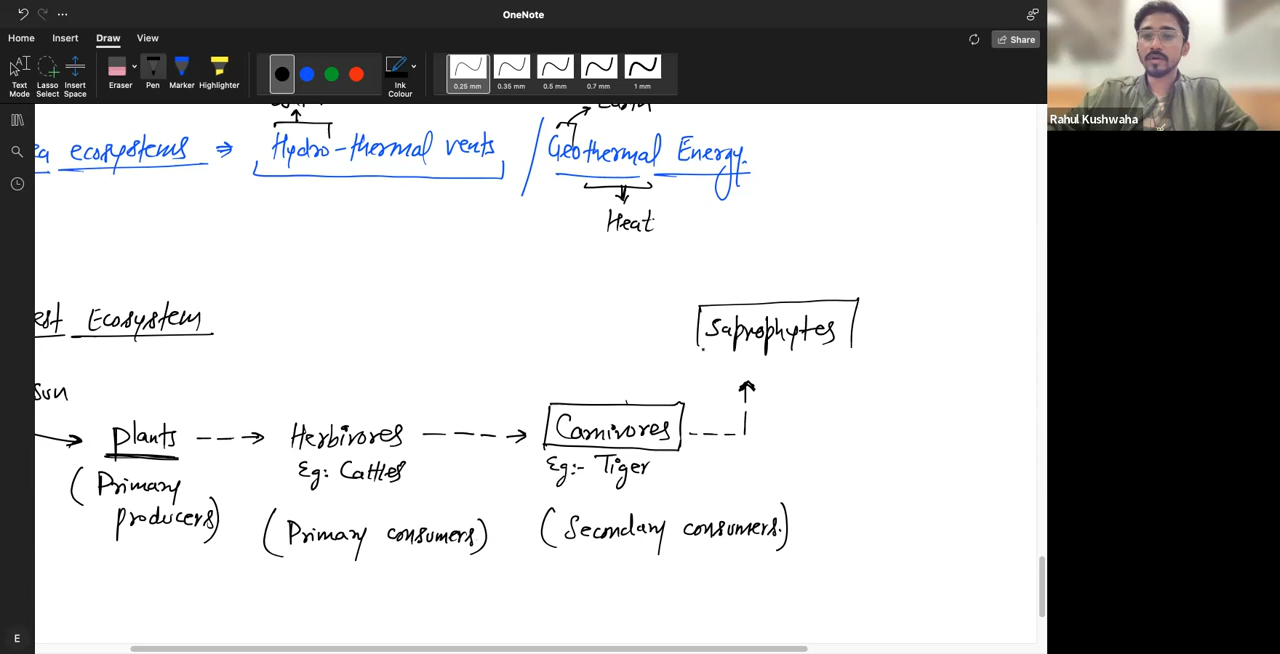 OneNote
Home Insert Draw View
Share
Text Mode
Lasso Select
Insert Space
Eraser
Pen
Marker
Highlighter
Ink Colour
0.25 mm
0.35 mm
0.5 mm
0.7 mm
1 mm
Rahul Kushwaha
ecosystems ⇒ Hydro-thermal vents / Geothermal Energy.
Heat
est Ecosystem
Saprophytes
sun
Plants --→ Herbivores ---→ Carnivores
Eg: Cattles
Eg:- Tiger
(Primary producers)
(Primary consumers)
(Secondary consumers.)
E